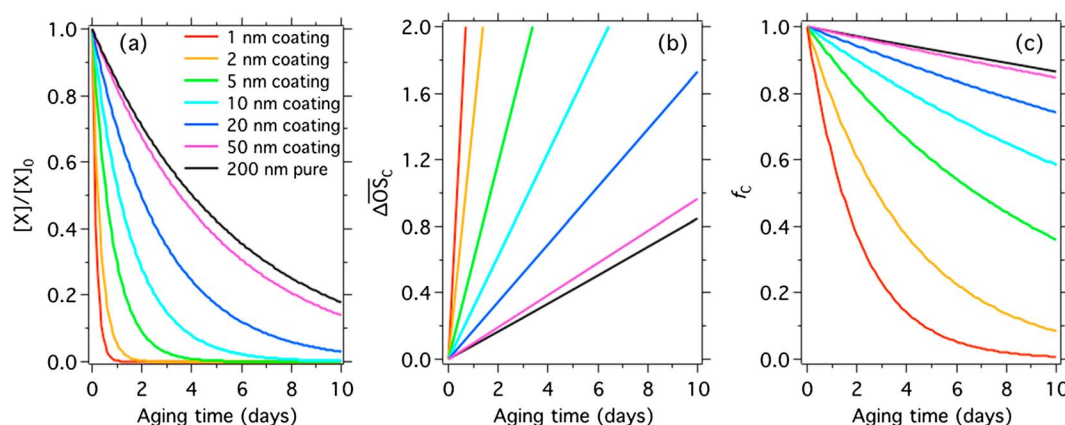 (a)
1 nm coating
2 nm coating
5 nm coating
10 nm coating
20 nm coating
50 nm coating
200 nm pure
[X]/[X]₀
1.0
0.8
0.6
0.4
0.2
0.0
0 2 4 6 8 10
Aging time (days)
(b)
ΔO̅S̅C
2.0
1.6
1.2
0.8
0.4
0.0
0 2 4 6 8 10
Aging time (days)
(c)
fC
1.0
0.8
0.6
0.4
0.2
0.0
0 2 4 6 8 10
Aging time (days)